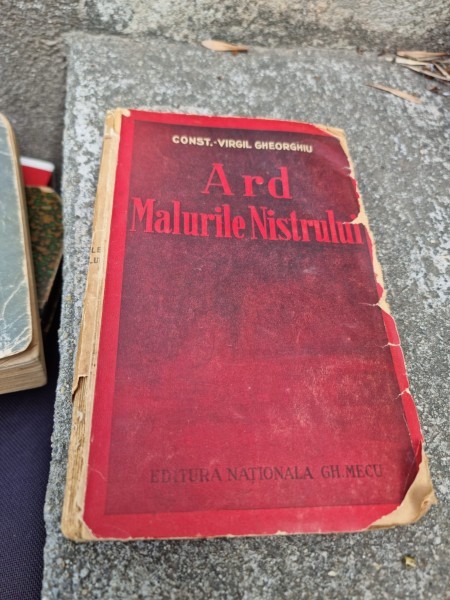 CONST.-VIRGIL GHEORGHIU
Ard
Malurile Nistrului
EDITURA NATIONALA GH. MECU